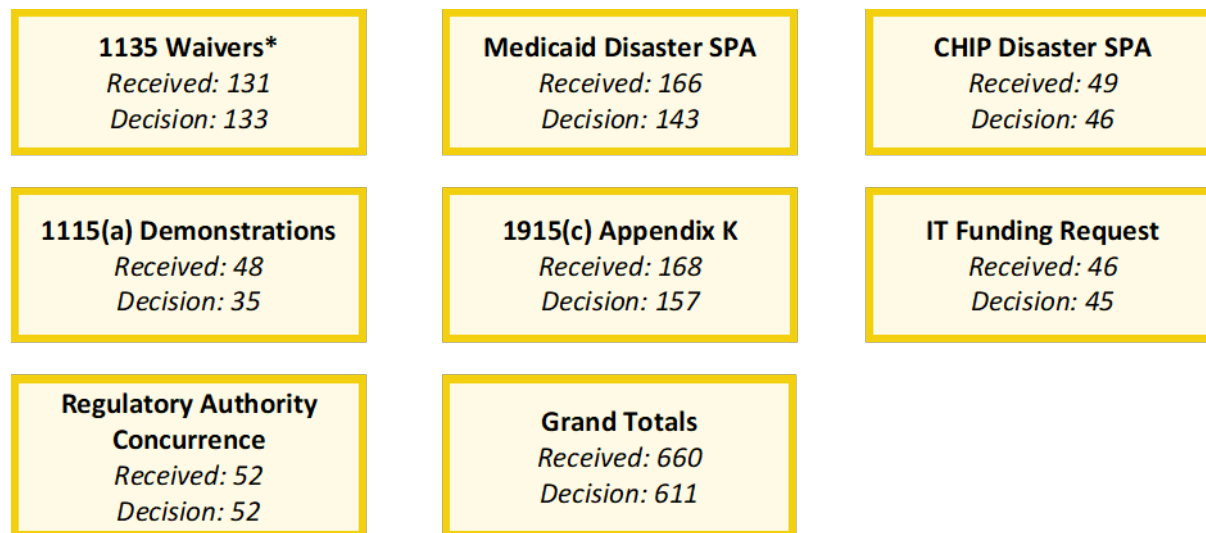 1135 Waivers*
Received: 131
Decision: 133
Medicaid Disaster SPA
Received: 166
Decision: 143
CHIP Disaster SPA
Received: 49
Decision: 46
1115(a) Demonstrations
Received: 48
Decision: 35
1915(c) Appendix K
Received: 168
Decision: 157
IT Funding Request
Received: 46
Decision: 45
Regulatory Authority
Concurrence
Received: 52
Decision: 52
Grand Totals
Received: 660
Decision: 611